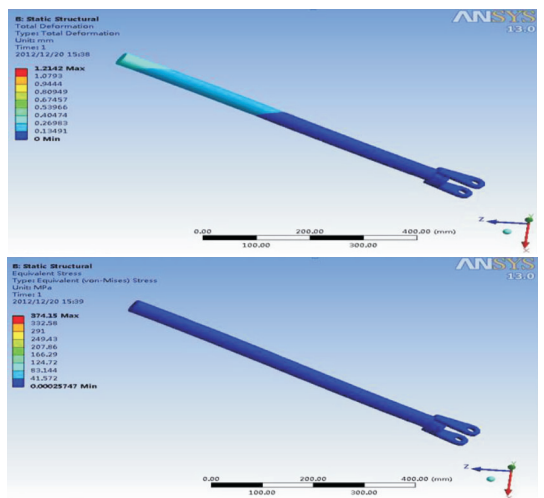 B: Static Structural
Total Deformation
Type: Total Deformation
Unit: mm
Time: 1
2012/12/20 15:38
1.2142 Max
1.0793
0.9444
0.80949
0.67457
0.53966
0.40474
0.26983
0.13491
0 Min
ANSYS
13.0
0.00 200.00 400.00 (mm)
100.00 300.00
Z
X
B: Static Structural
Equivalent Stress
Type: Equivalent (von-Mises) Stress
Unit: MPa
Time: 1
2012/12/20 15:39
374.15 Max
332.58
291
249.43
207.86
166.29
124.72
83.144
41.572
0.00025747 Min
ANSYS
13.0
0.00 200.00 400.00 (mm)
100.00 300.00
Z
X